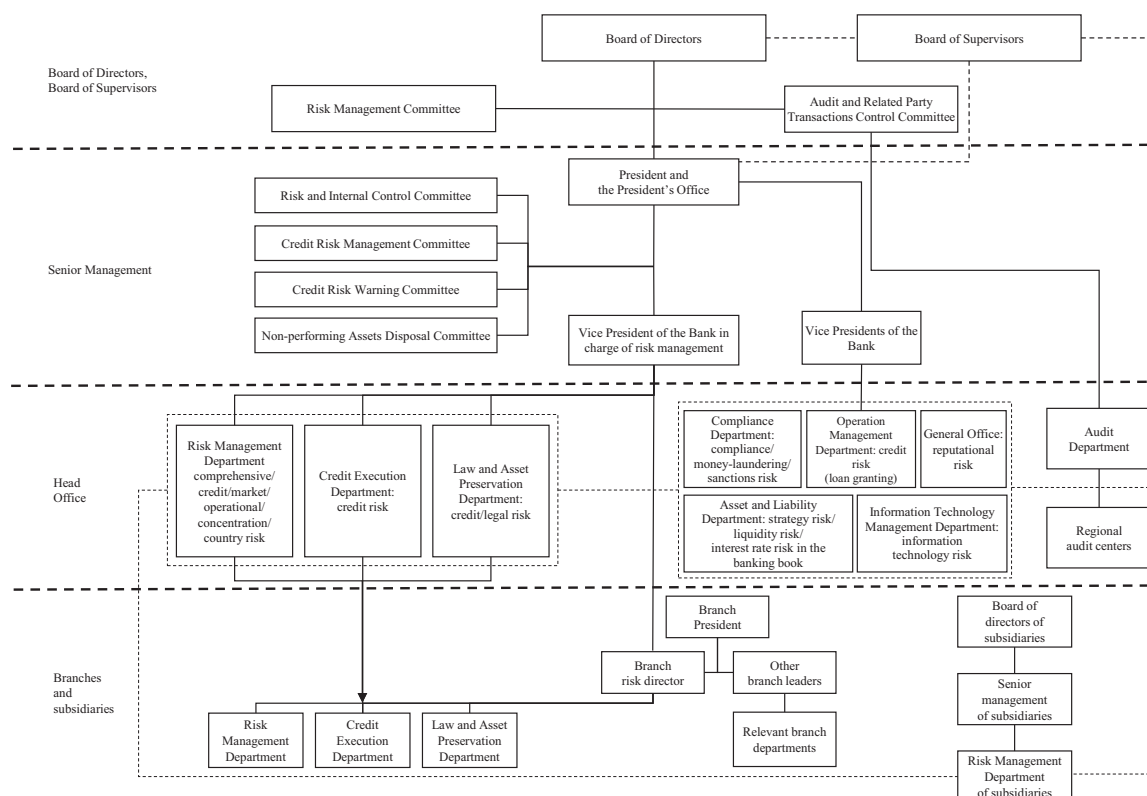 Board of Directors
Board of Supervisors
Board of Directors,
Board of Supervisors
Risk Management Committee
Audit and Related Party
Transactions Control Committee
President and
the President's Office
Risk and Internal Control Committee
Credit Risk Management Committee
Senior Management
Credit Risk Warning Committee
Non-performing Assets Disposal Committee
Vice President of the Bank in
charge of risk management
Vice Presidents of the
Bank
Head
Office
Risk Management
Department
comprehensive/
credit/market/
operational/
concentration/
country risk
Credit Execution
Department:
credit risk
Law and Asset
Preservation
Department:
credit/legal risk
Compliance
Department:
compliance/
money-laundering/
sanctions risk
Operation
Management
Department: credit
risk
(loan granting)
General Office:
reputational
risk
Audit
Department
Asset and Liability
Department: strategy risk/
liquidity risk/
interest rate risk in the
banking book
Information Technology
Management Department:
information
technology risk
Regional
audit centers
Branches
and
subsidiaries
Branch
President
Branch
risk director
Other
branch leaders
Relevant branch
departments
Risk
Management
Department
Credit
Execution
Department
Law and Asset
Preservation
Department
Board of
directors of
subsidiaries
Senior
management
of subsidiaries
Risk Management
Department
of subsidiaries